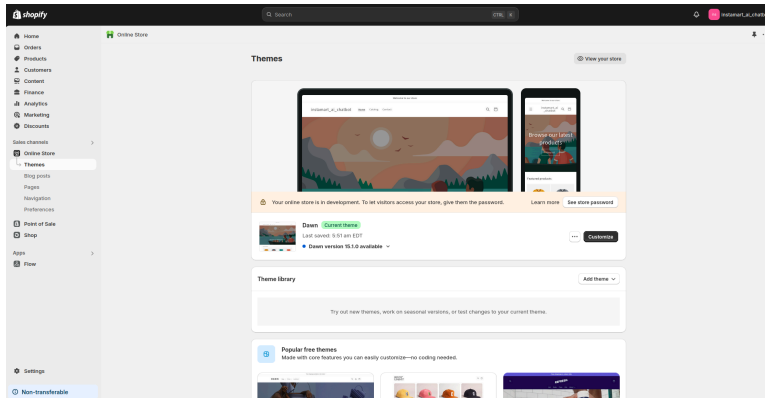 shopify
Search
CTRL K
instamart_ai_chatb
Home
Orders
Products
Customers
Content
Finance
Analytics
Marketing
Discounts
Sales channels
Online Store
Themes
Blog posts
Pages
Navigation
Preferences
Point of Sale
Shop
Apps
Flow
Settings
Non-transferable
Online Store
Themes
View your store
instamart_ai_chatbot
Browse our latest
products
Your online store is in development. To let visitors access your store, give them the password.
Learn more
See store password
Dawn
Current theme
Last saved: 5:51 am EDT
Dawn version 15.1.0 available
Customize
Theme library
Add theme
Try out new themes, work on seasonal versions, or test changes to your current theme.
Popular free themes
Made with core features you can easily customize—no coding needed.